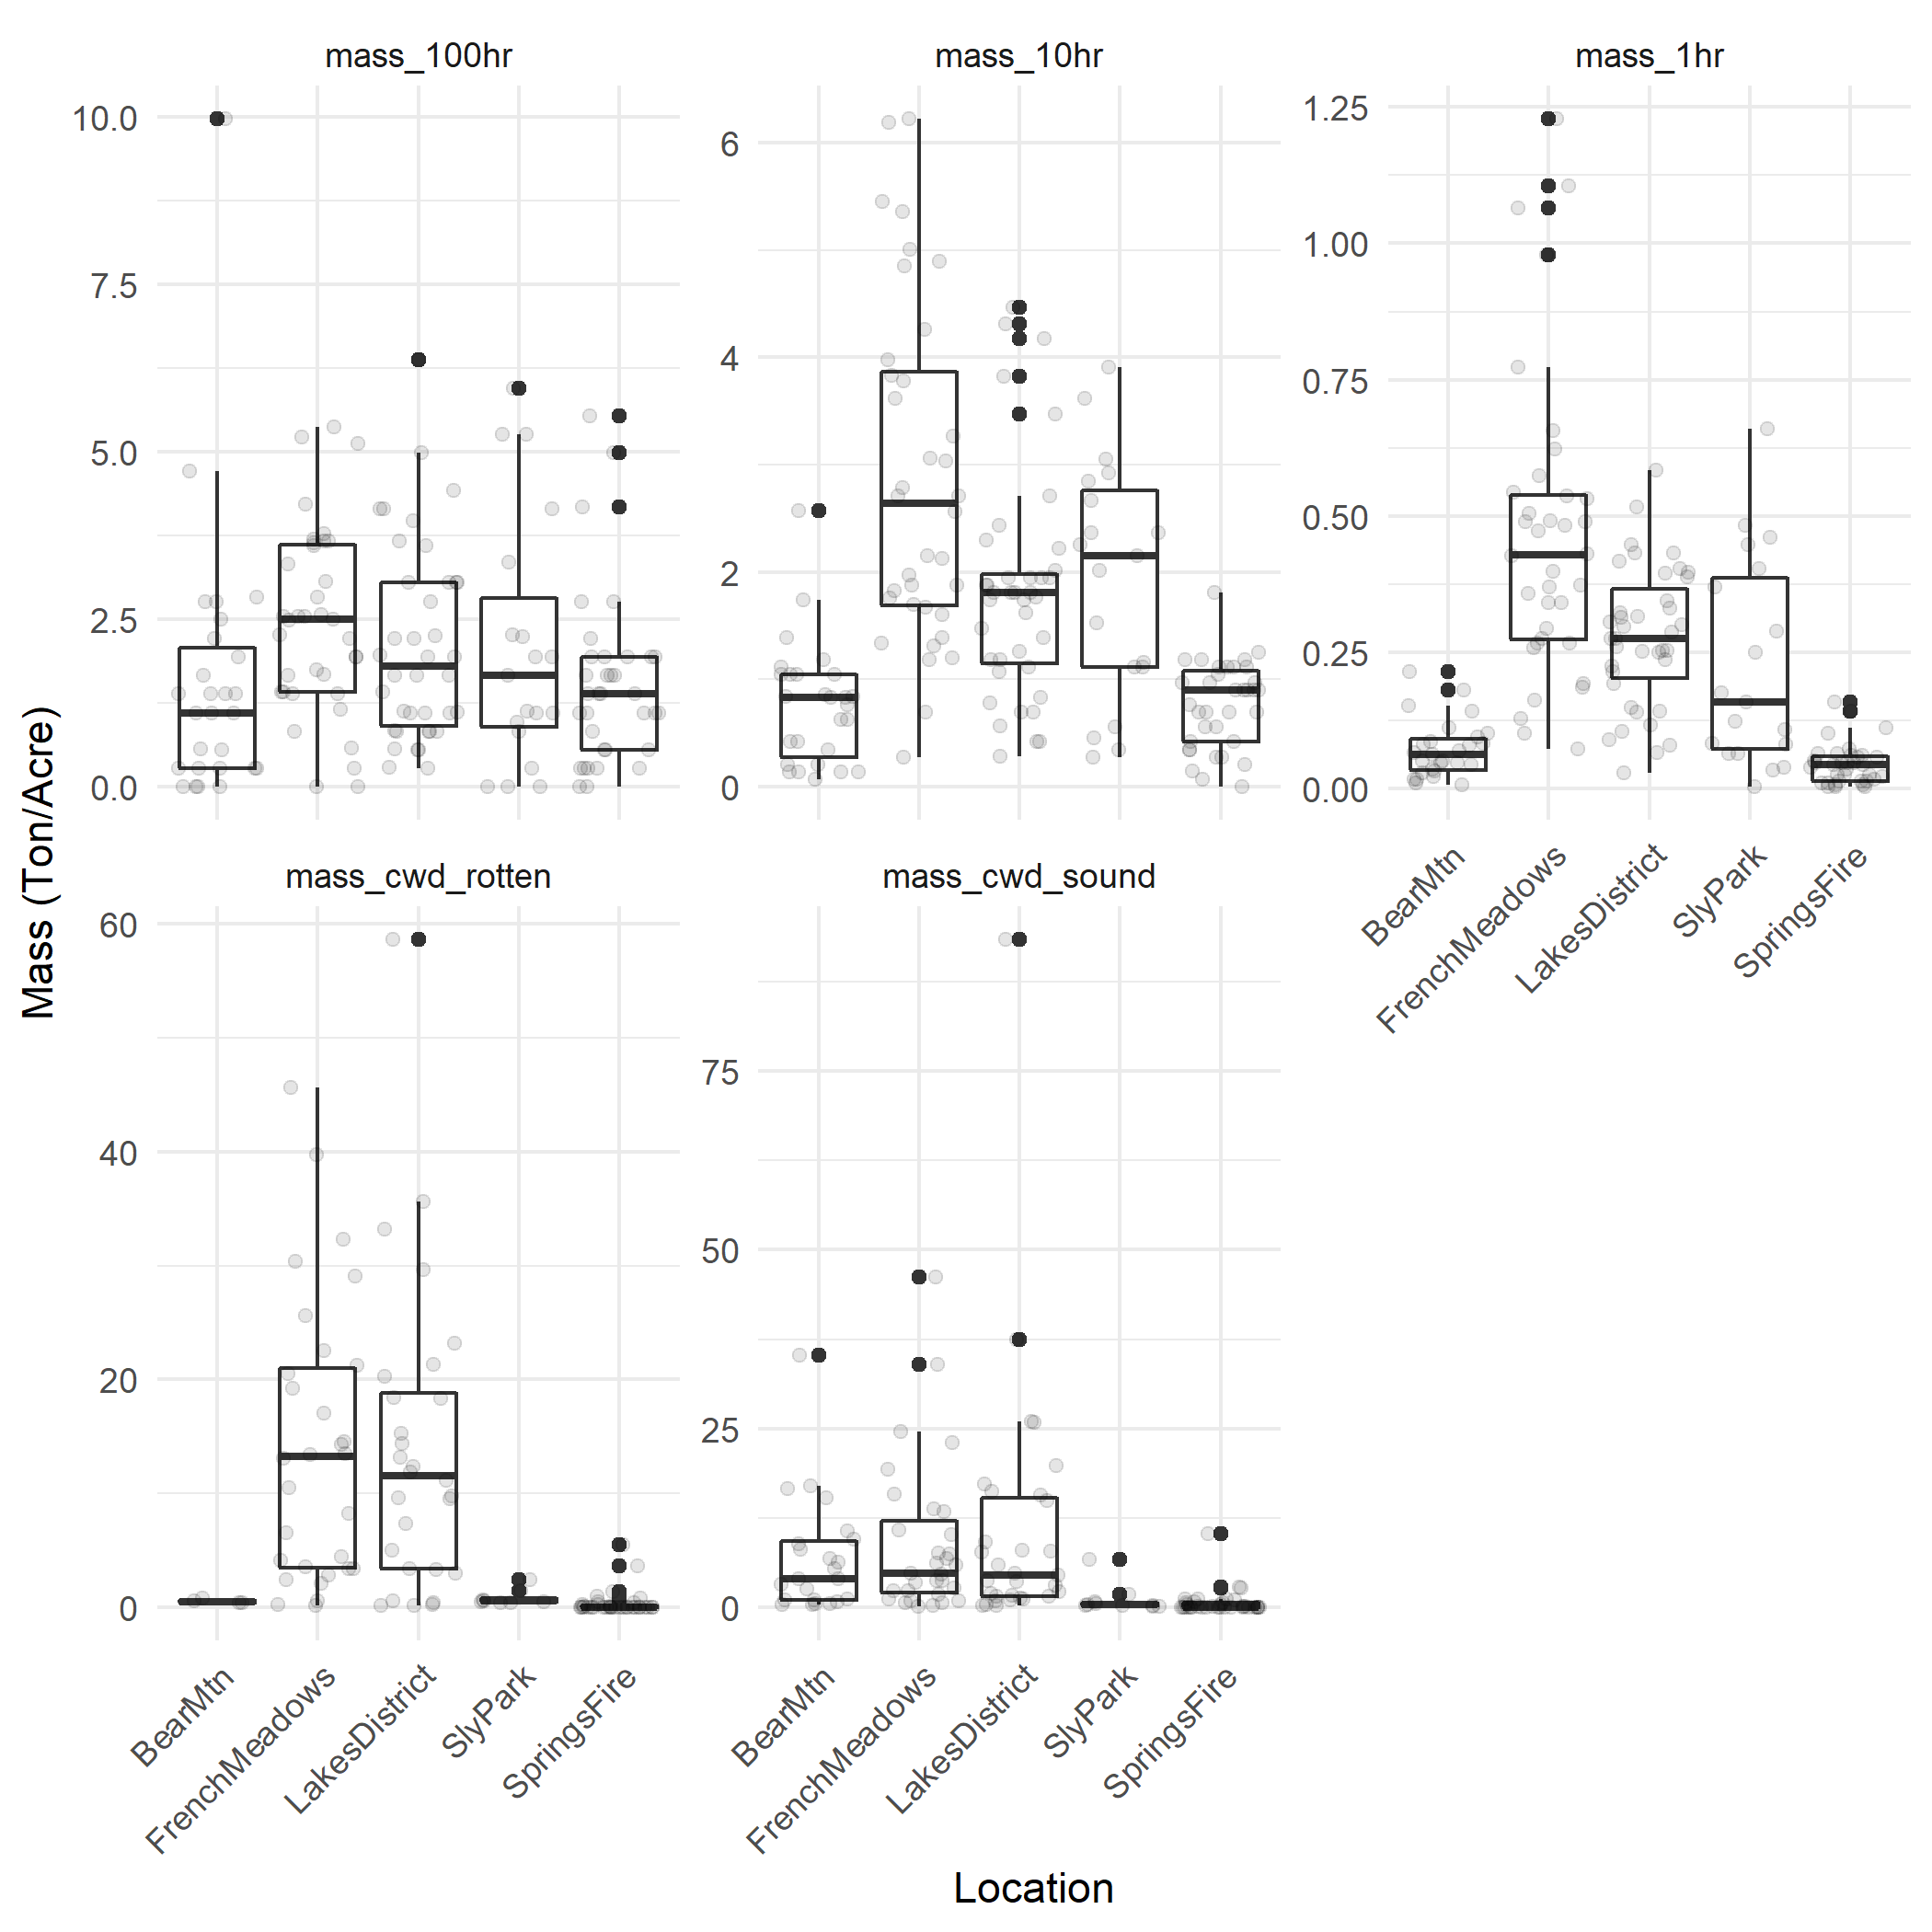 mass_100hr
mass_10hr
mass_1hr
10.0
7.5
5.0
2.5
0.0
6
4
2
0
1.25
1.00
0.75
0.50
0.25
0.00
BearMtn
FrenchMeadows
LakesDistrict
SlyPark
SpringsFire
Mass (Ton/Acre)
mass_cwd_rotten
mass_cwd_sound
60
40
20
0
75
50
25
0
BearMtn
FrenchMeadows
LakesDistrict
SlyPark
SpringsFire
BearMtn
FrenchMeadows
LakesDistrict
SlyPark
SpringsFire
Location